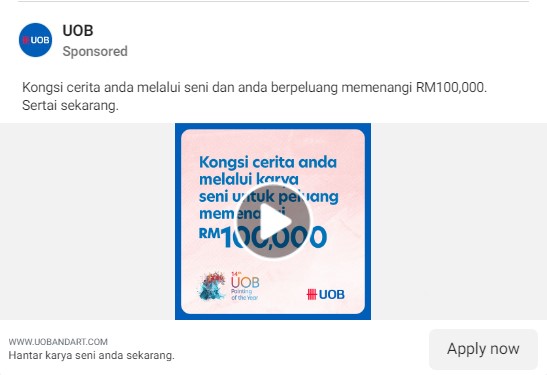 UOB
UOB
Sponsored
Kongsi cerita anda melalui seni dan anda berpeluang memenangi RM100,000.
Sertai sekarang.
Kongsi cerita anda
melalui karya
seni untuk peluang
memenangi
RM100,000
14TH
UOB
Painting
of the Year
UOB
WWW.UOBANDART.COM
Hantar karya seni anda sekarang.
Apply now